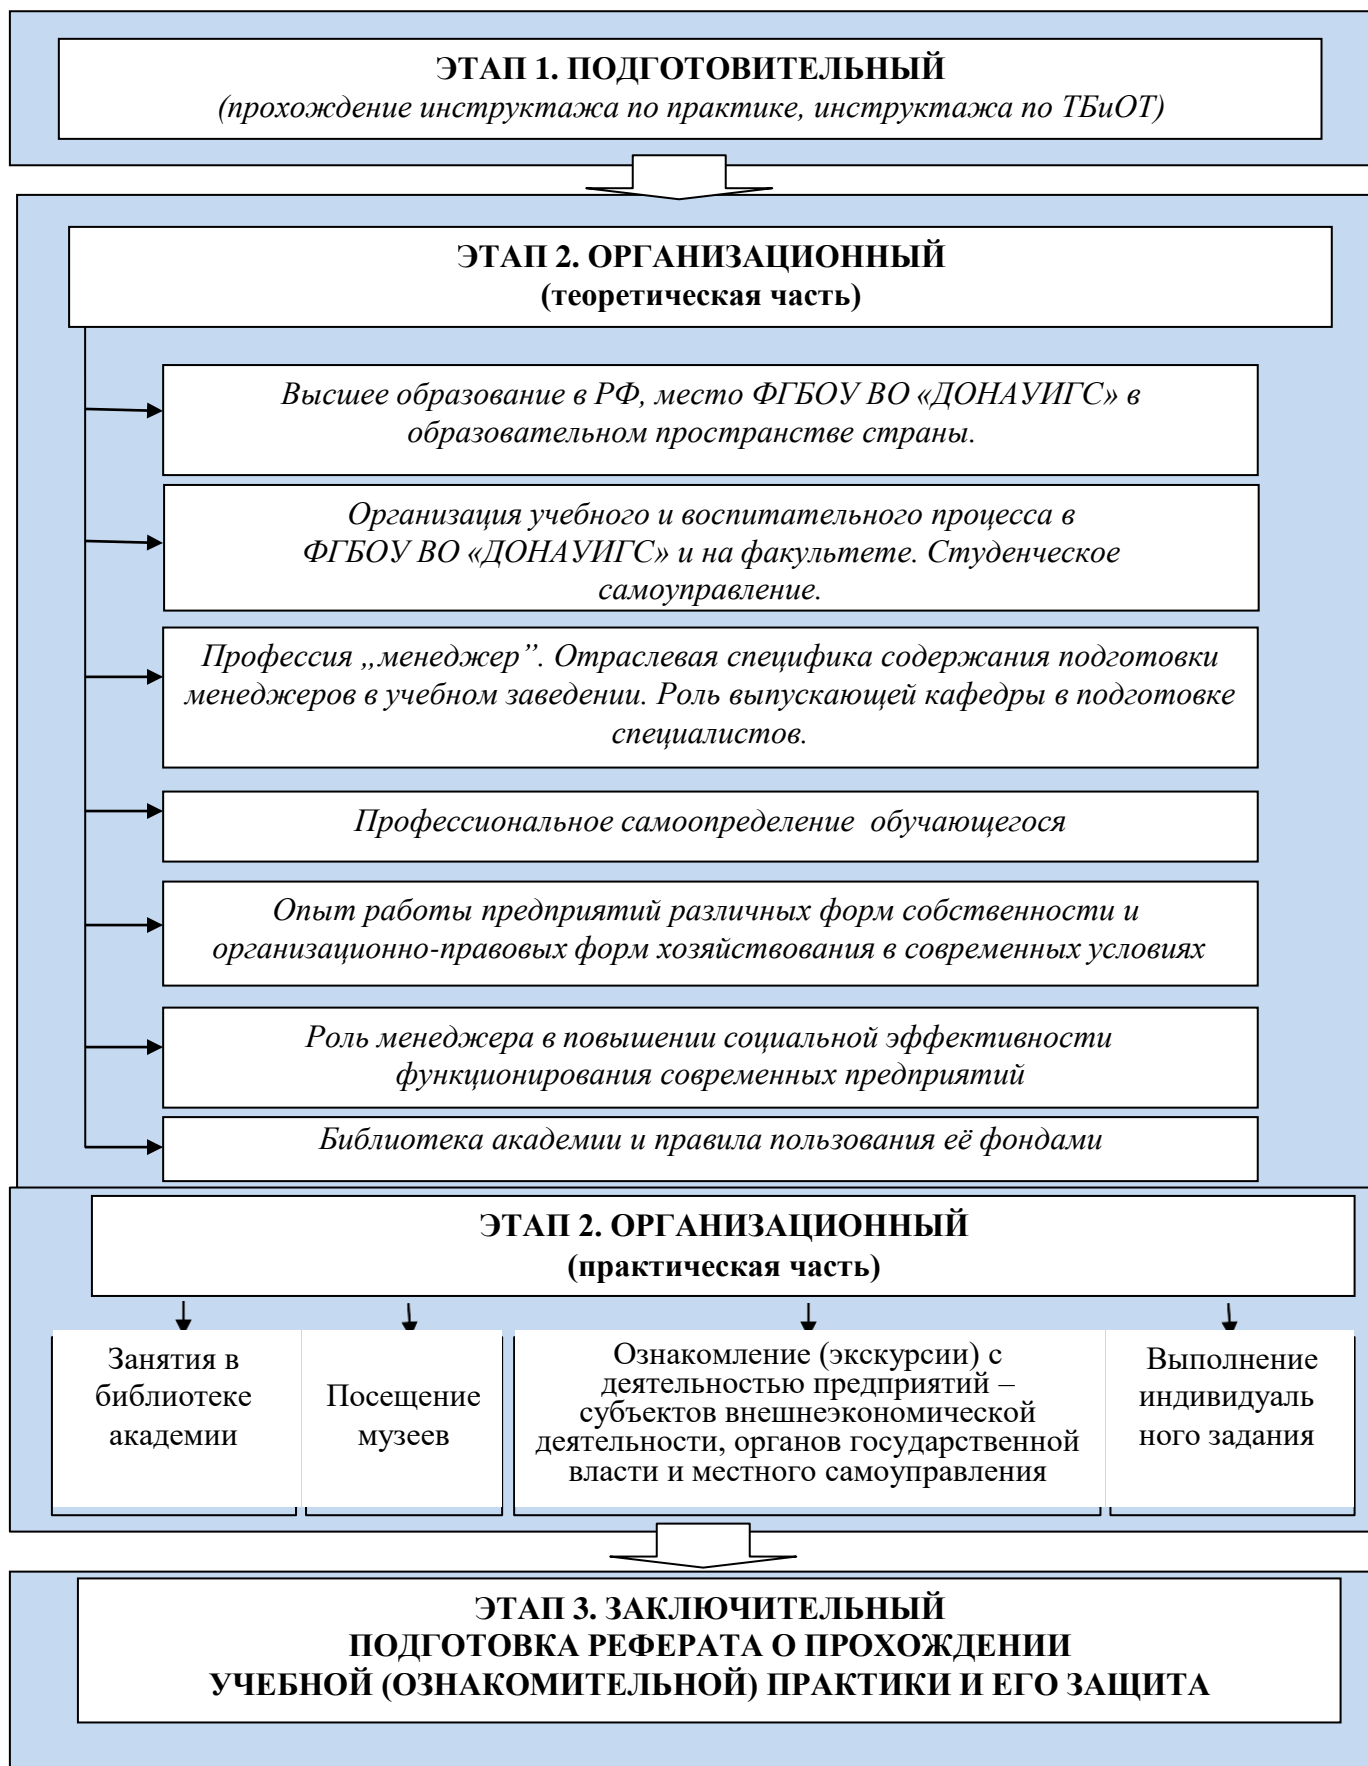 ЭТАП 1. ПОДГОТОВИТЕЛЬНЫЙ
(прохождение инструктажа по практике, инструктажа по ТБиОТ)
ЭТАП 2. ОРГАНИЗАЦИОННЫЙ
(теоретическая часть)
Высшее образование в РФ, место ФГБОУ ВО «ДОНАУИГС» в
образовательном пространстве страны.
Организация учебного и воспитательного процесса в
ФГБОУ ВО «ДОНАУИГС» и на факультете. Студенческое
самоуправление.
Профессия „менеджер”. Отраслевая специфика содержания подготовки
менеджеров в учебном заведении. Роль выпускающей кафедры в подготовке
специалистов.
Профессиональное самоопределение обучающегося
Опыт работы предприятий различных форм собственности и
организационно-правовых форм хозяйствования в современных условиях
Роль менеджера в повышении социальной эффективности
функционирования современных предприятий
Библиотека академии и правила пользования её фондами
ЭТАП 2. ОРГАНИЗАЦИОННЫЙ
(практическая часть)
Занятия в
библиотеке
академии
Посещение
музеев
Ознакомление (экскурсии) с
деятельностью предприятий –
субъектов внешнеэкономической
деятельности, органов государственной
власти и местного самоуправления
Выполнение
индивидуаль
ного задания
ЭТАП 3. ЗАКЛЮЧИТЕЛЬНЫЙ
ПОДГОТОВКА РЕФЕРАТА О ПРОХОЖДЕНИИ
УЧЕБНОЙ (ОЗНАКОМИТЕЛЬНОЙ) ПРАКТИКИ И ЕГО ЗАЩИТА